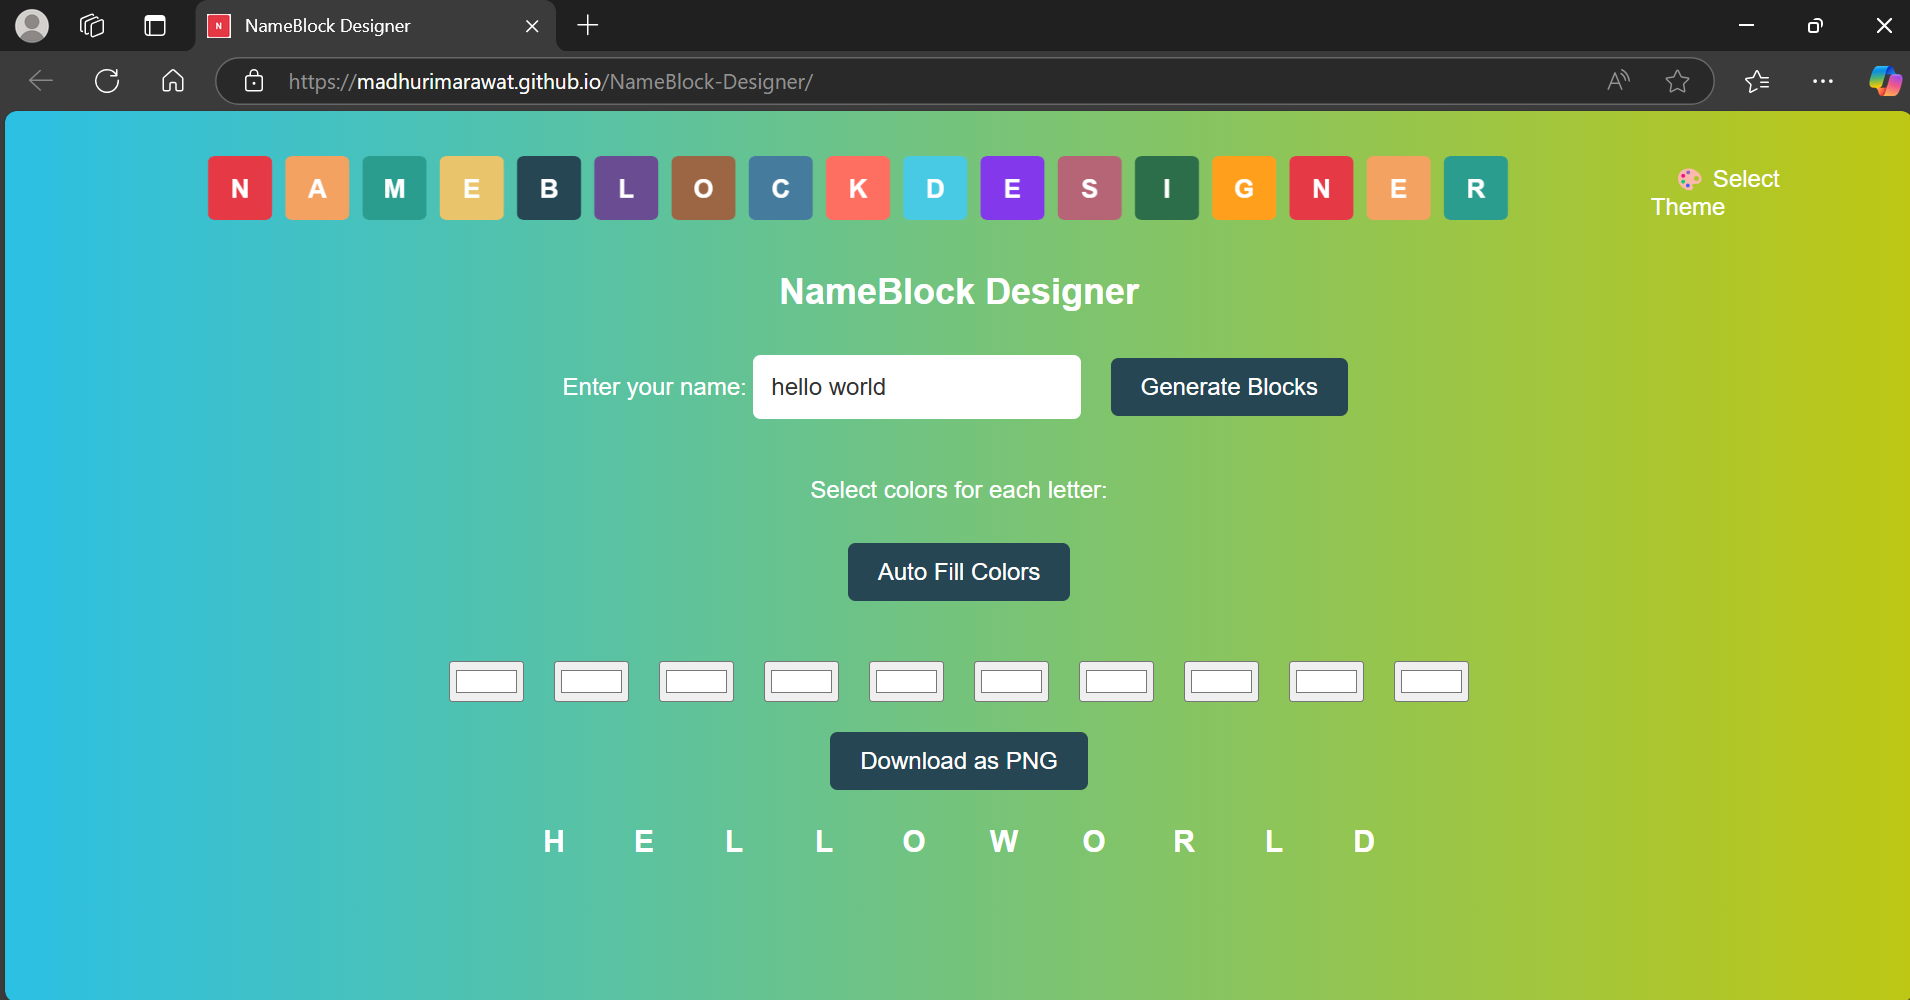 N NameBlock Designer
https://madhurimarawat.github.io/NameBlock-Designer/
N A M E B L O C K D E S I G N E R
Select
Theme
NameBlock Designer
Enter your name: hello world Generate Blocks
Select colors for each letter:
Auto Fill Colors
Download as PNG
H E L L O W O R L D